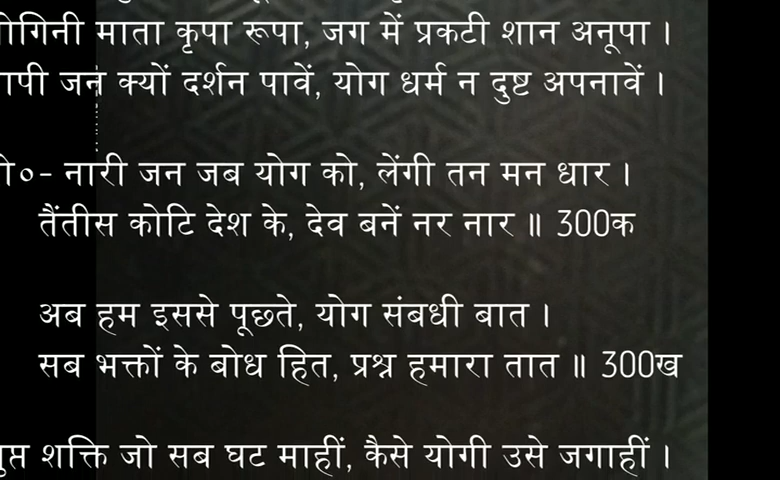 माता कृपा रूपा, जग में प्रकटी शान अनूपा ।
जन क्यों दर्शन पावें, योग धर्म न दुष्ट अपनावें ।
नारी जन जब योग को, लेंगी तन मन धार ।
तैंतीस कोटि देश के, देव बनें नर नार ॥ 300क
अब हम इससे पूछते, योग संबधी बात ।
सब भक्तों के बोध हित, प्रश्न हमारा तात ॥ 300ख
शक्ति जो सब घट माहीं, कैसे योगी उसे जगाहीं ।